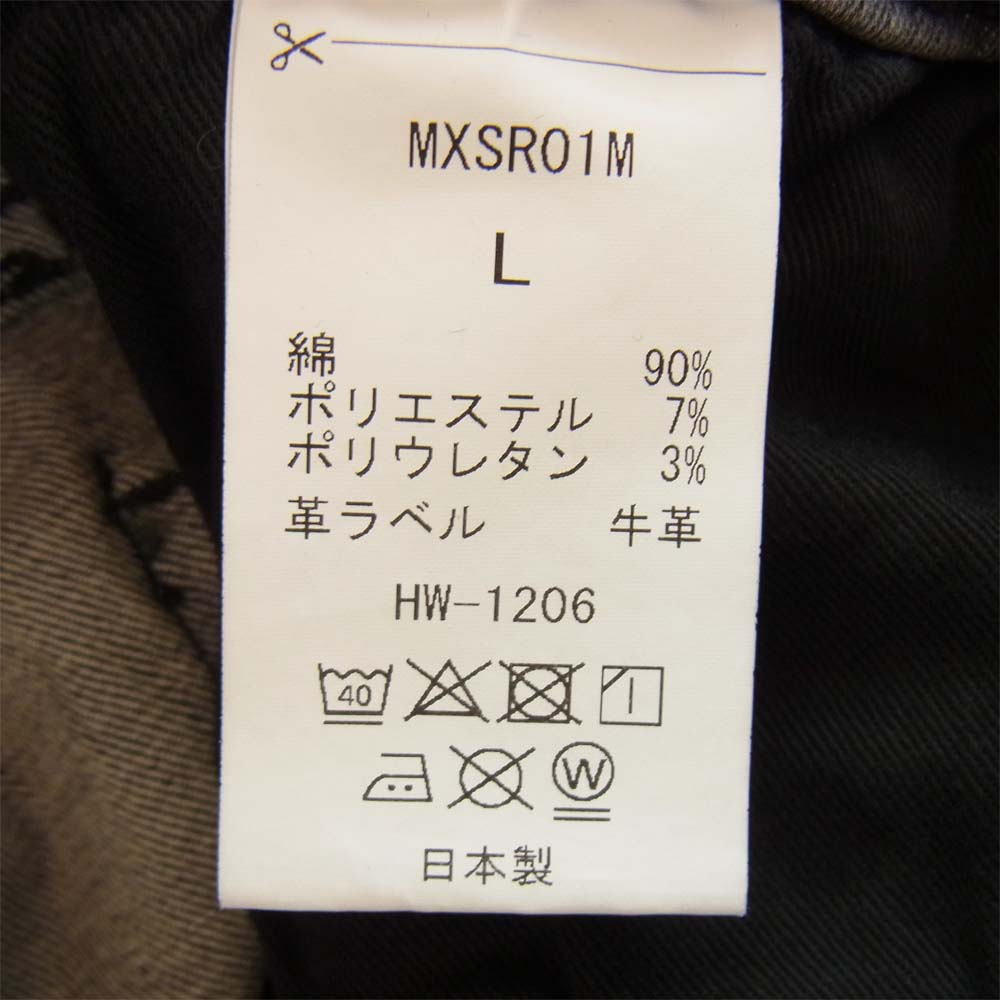 MXSR01M
L
綿 90%
ポリエステル 7%
ポリウレタン 3%
革ラベル 牛革
HW-1206
40
W
日本製